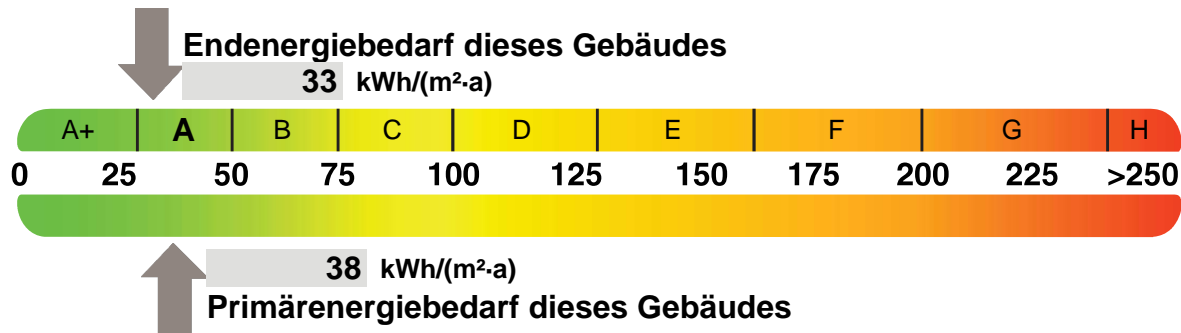 Endenergiebedarf dieses Gebäudes
33 kWh/(m²·a)
A+ A B C D E F G H
0 25 50 75 100 125 150 175 200 225 >250
38 kWh/(m²·a)
Primärenergiebedarf dieses Gebäudes